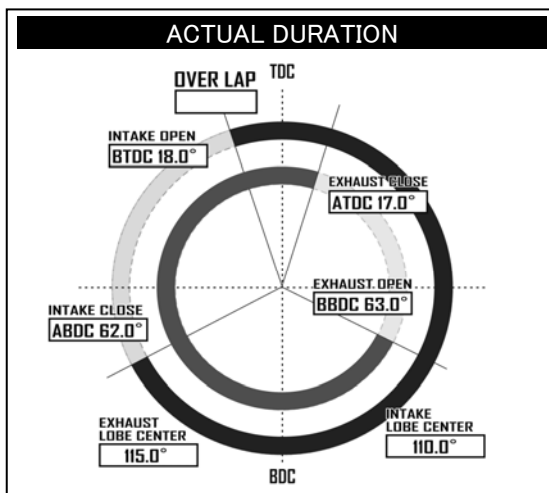 ACTUAL DURATION
TDC
OVER LAP
INTAKE OPEN
BTDC 18.0°
EXHAUST CLOSE
ATDC 17.0°
EXHAUST OPEN
BBDC 63.0°
INTAKE CLOSE
ABDC 62.0°
EXHAUST
LOBE CENTER
115.0°
INTAKE
LOBE CENTER
110.0°
BDC